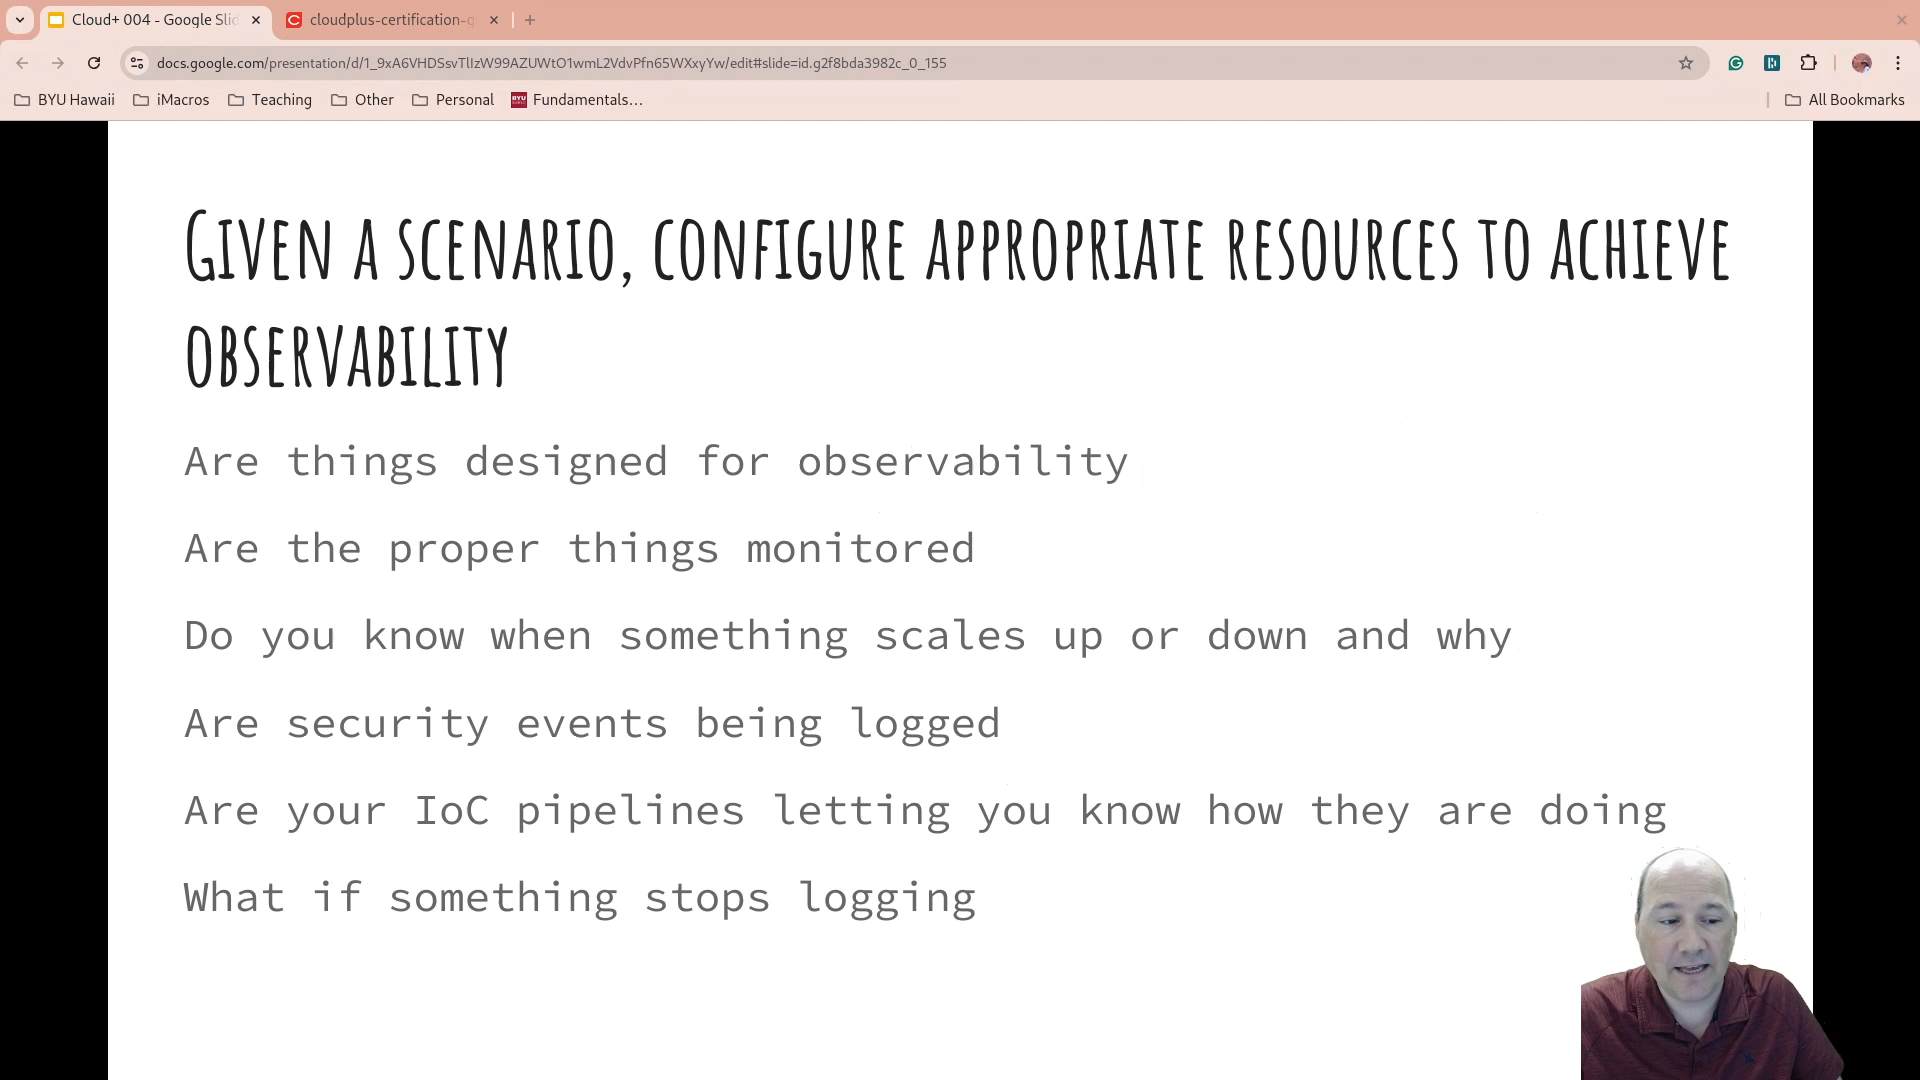 Cloud+ 004 - Google Slid
cloudplus-certification-q
docs.google.com/presentation/d/1_9xA6VHDSsvTlIzW99AZUWtO1wmL2VdvPfn65WXxyYw/edit#slide=id.g2f8bda3982c_0_155
BYU Hawaii
iMacros
Teaching
Other
Personal
Fundamentals…
All Bookmarks
Given a scenario, configure appropriate resources to achieve
observability
Are things designed for observability
Are the proper things monitored
Do you know when something scales up or down and why
Are security events being logged
Are your IoC pipelines letting you know how they are doing
What if something stops logging